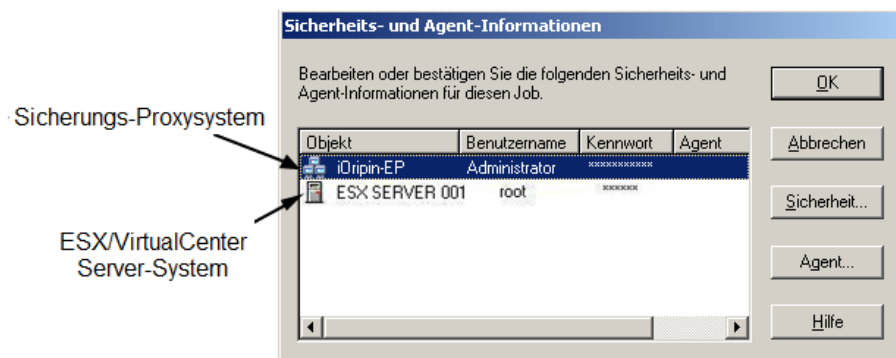 Sicherheits- und Agent-Informationen
Bearbeiten oder bestätigen Sie die folgenden Sicherheits- und
Agent-Informationen für diesen Job.
OK
Sicherungs-Proxysystem
Objekt Benutzername Kennwort Agent
Abbrechen
iOripin-EP Administrator ***********
ESX SERVER 001 root ******
Sicherheit...
ESX/VirtualCenter
Server-System
Agent...
Hilfe